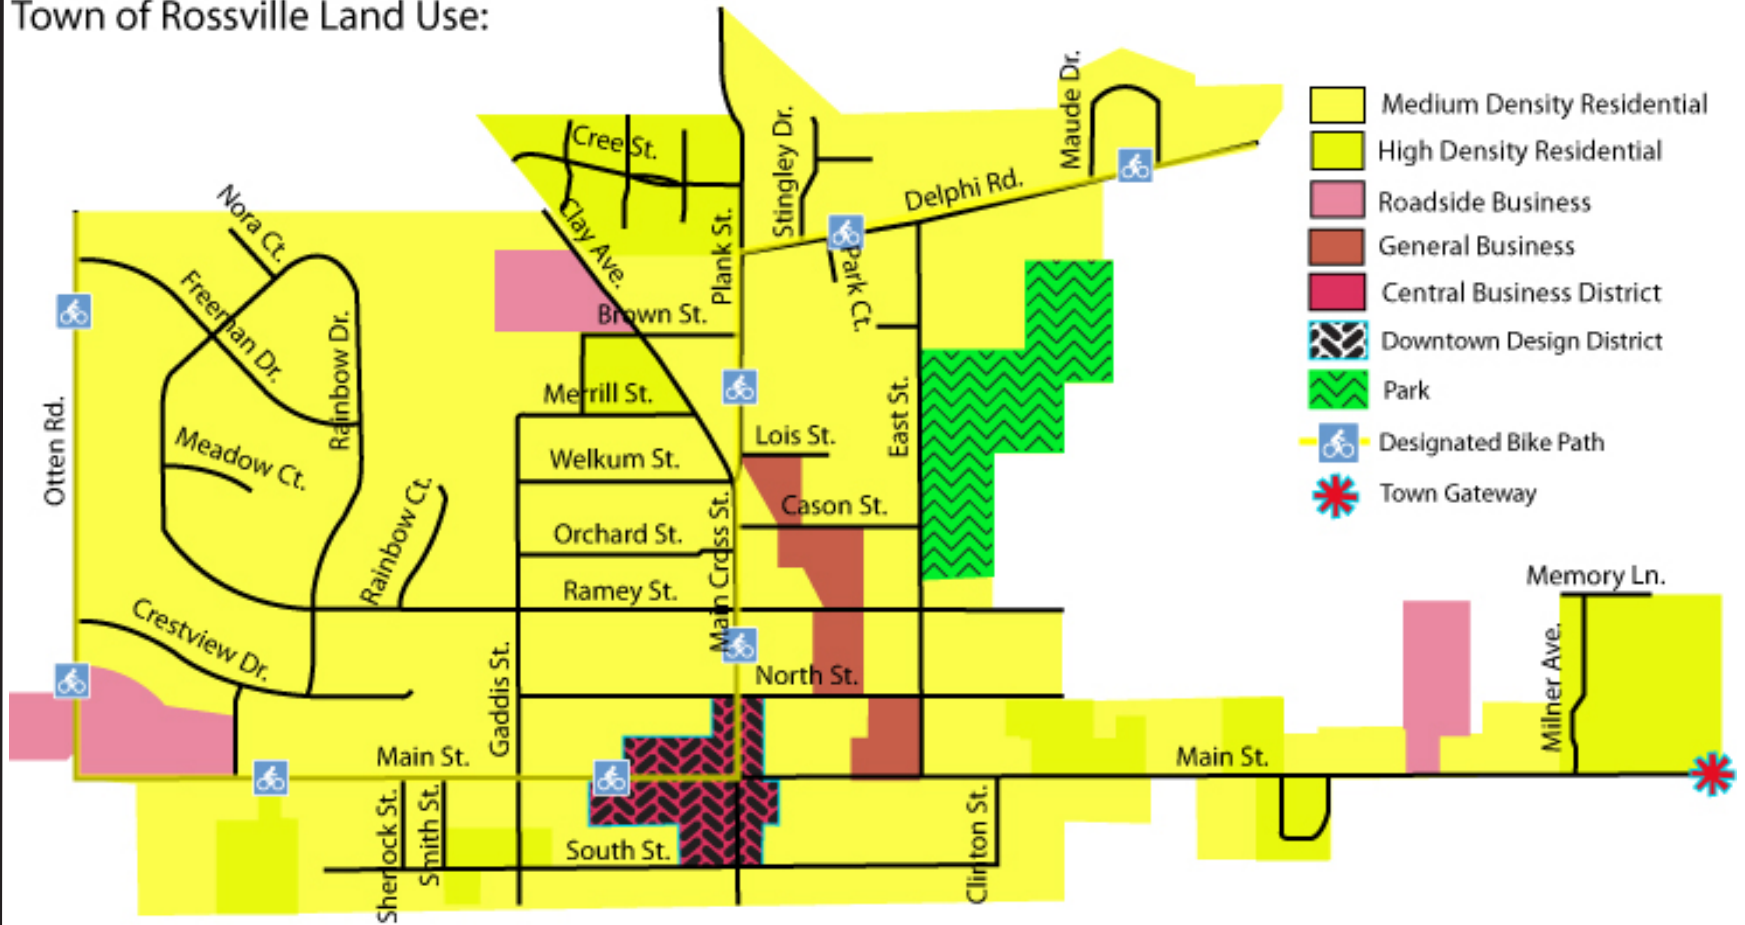 Town of Rossville Land Use:
Maude Dr.
Medium Density Residential
Stingley Dr.
Cree St.
High Density Residential
Delphi Rd.
Nora Ct.
Clay Ave.
Plank St.
Roadside Business
General Business
Park Ct.
Freeman Dr.
Brown St.
Central Business District
Rainbow Dr.
Downtown Design District
Merrill St.
East St.
Park
Otten Rd.
Meadow Ct.
Lois St.
Designated Bike Path
Welkum St.
Town Gateway
Rainbow Ct.
Main Cross St.
Cason St.
Orchard St.
Ramey St.
Memory Ln.
Crestview Dr.
Gaddis St.
North St.
Milner Ave.
Main St.
Main St.
Sherlock St.
Smith St.
South St.
Clinton St.